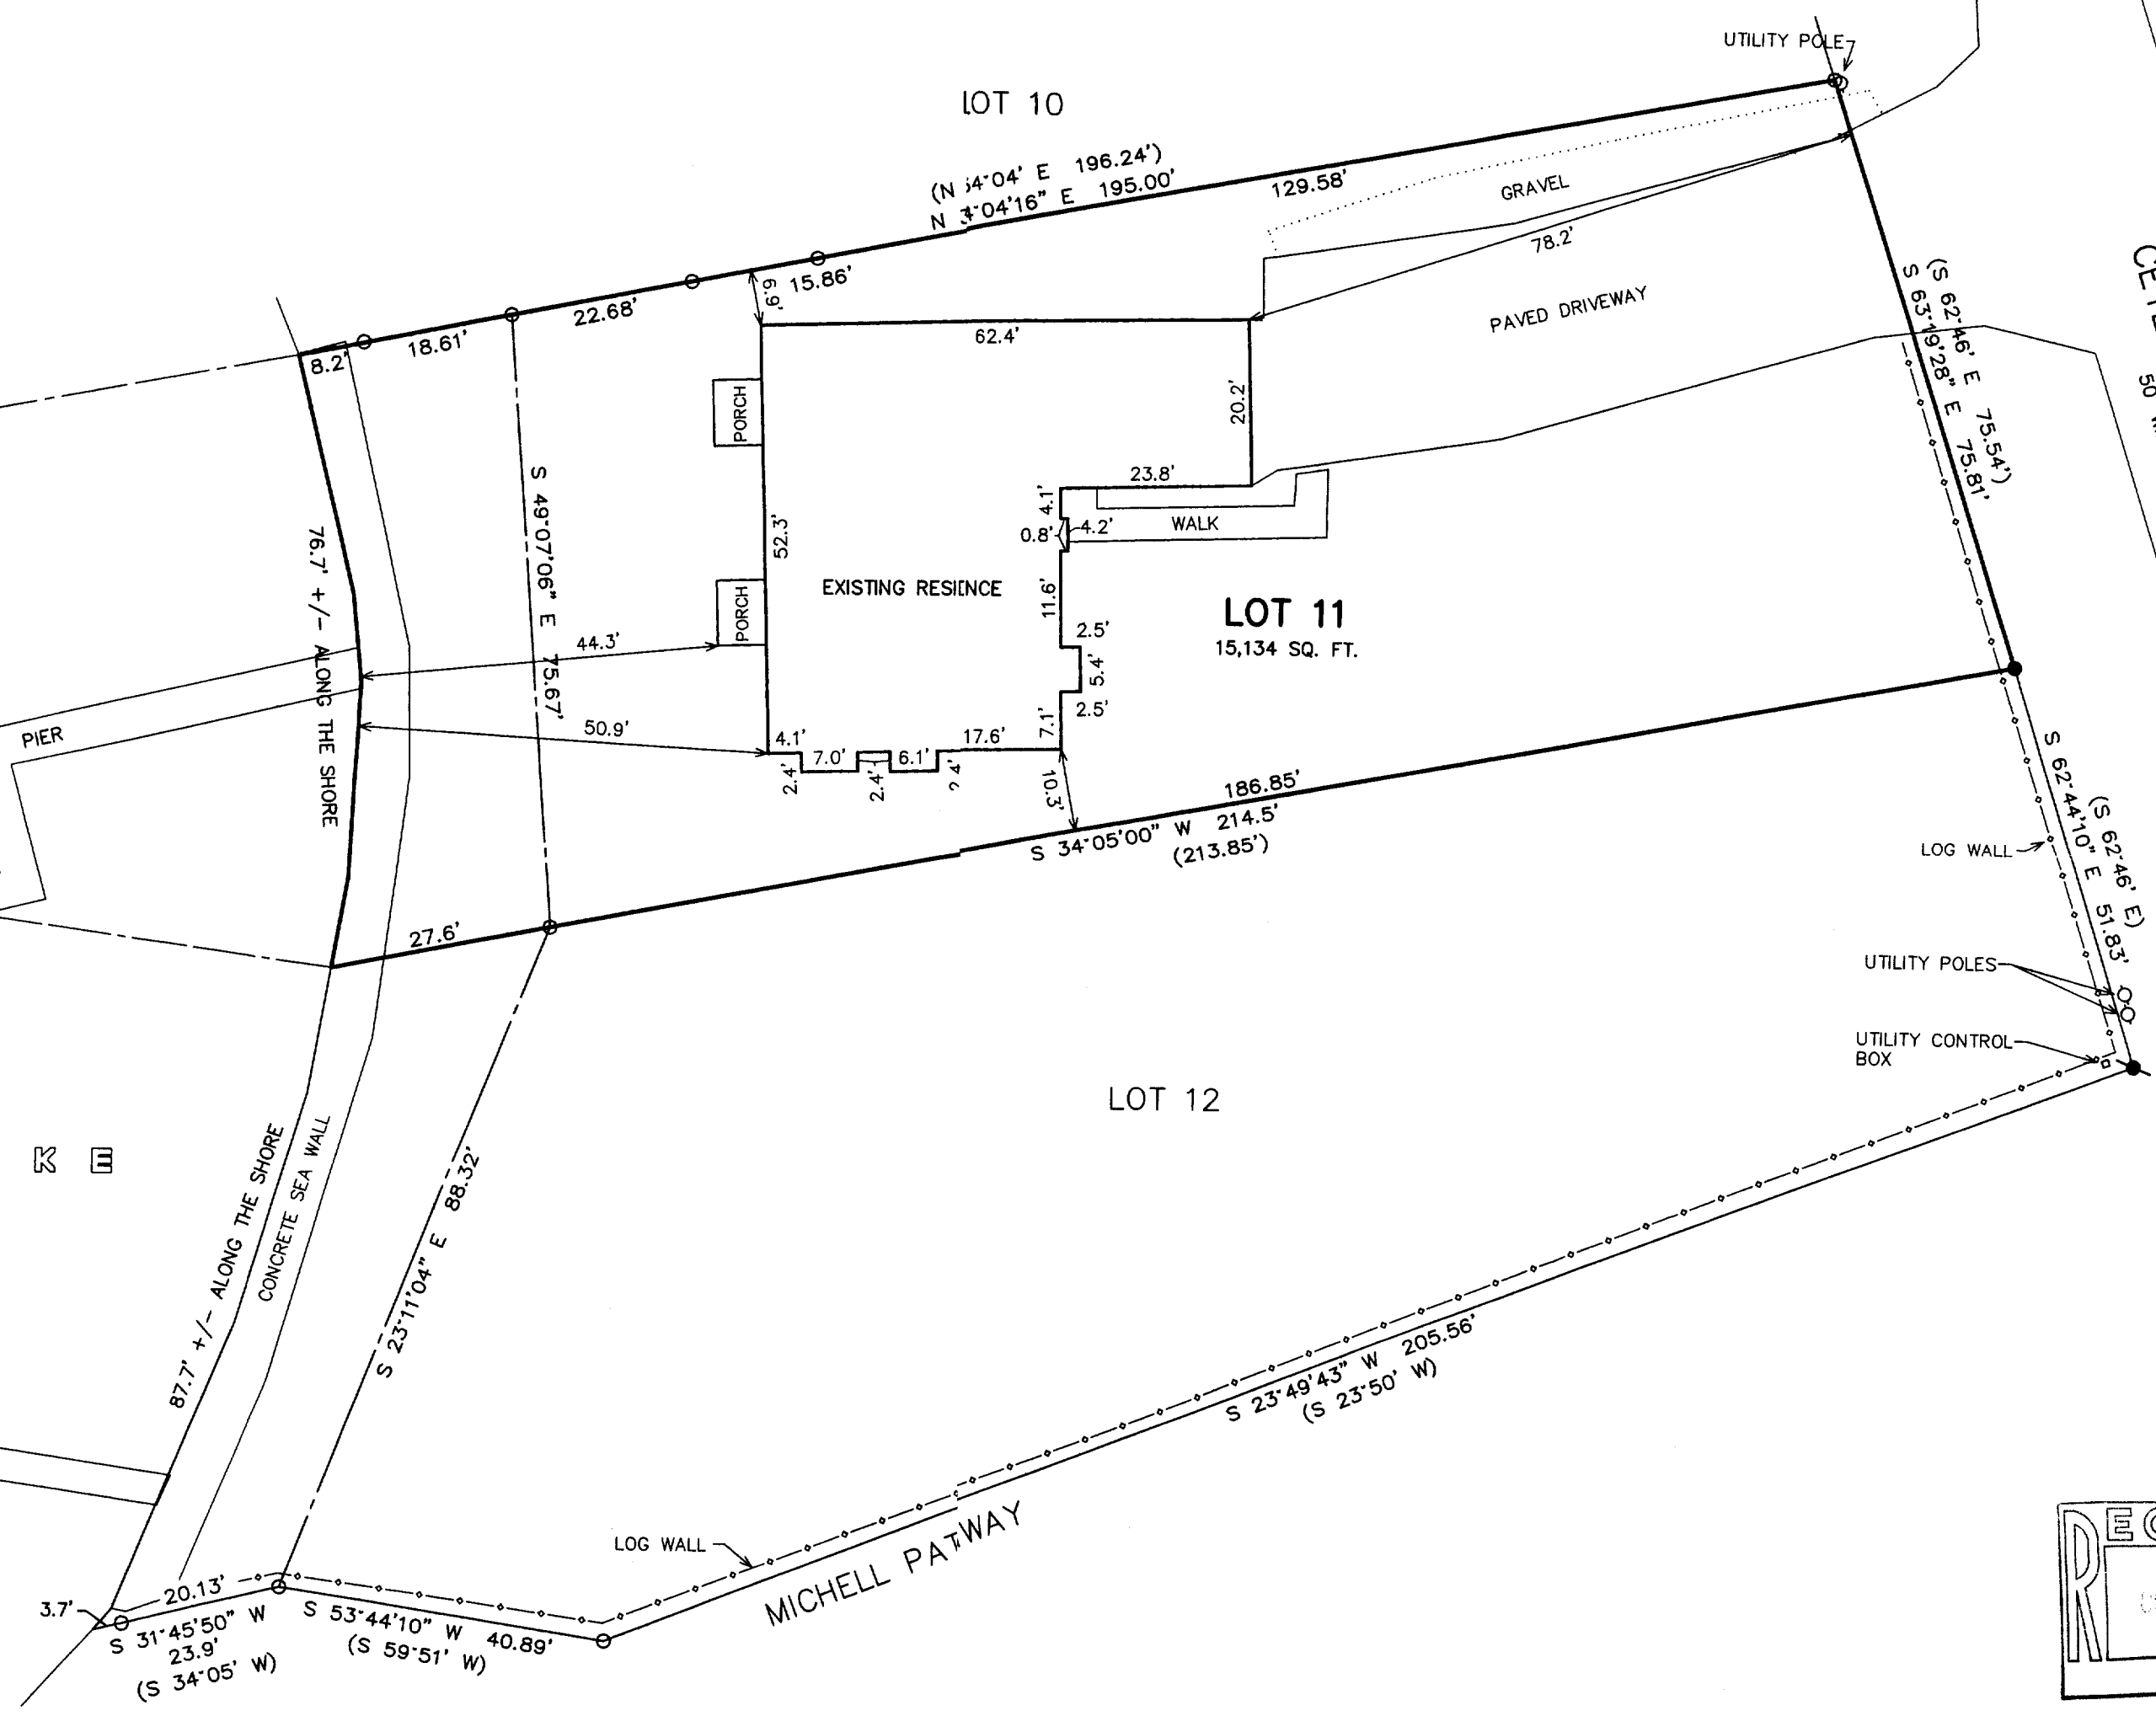 UTILITY POLE
LOT 10
(N 34°04' E 196.24')
N 34°04'16" E 195.00'
129.58'
GRAVEL
78.2'
PAVED DRIVEWAY
15.86'
6.9'
22.68'
18.61'
8.2'
62.4'
20.2'
PORCH
23.8'
4.1'
WALK
0.8'
4.2'
52.3'
EXISTING RESIDENCE
11.6'
LOT 11
15,134 SQ. FT.
2.5'
5.4'
2.5'
7.1'
PORCH
44.3'
50.9'
S 49°07'06" E 75.67'
76.7' +/- ALONG THE SHORE
PIER
4.1'
7.0'
6.1'
17.6'
2.4'
2.4'
2.4'
10.3'
186.85'
S 34°05'00" W 214.5'
(213.85')
27.6'
(S 62°46' E 75.54')
S 63°19'28" E 75.81'
50'
S 62°44'10" E 51.83'
(S 62°46' E)
LOG WALL
UTILITY POLES
UTILITY CONTROL
BOX
LOT 12
K E
87.7' +/- ALONG THE SHORE
CONCRETE SEA WALL
S 23°11'04" E 88.32'
S 23°49'43" W 205.56'
(S 23°50' W)
LOG WALL
MICHELL PATWAY
20.13'
3.7'
S 31°45'50" W
23.9'
(S 34°05' W)
S 53°44'10" W 40.89'
(S 59°51' W)